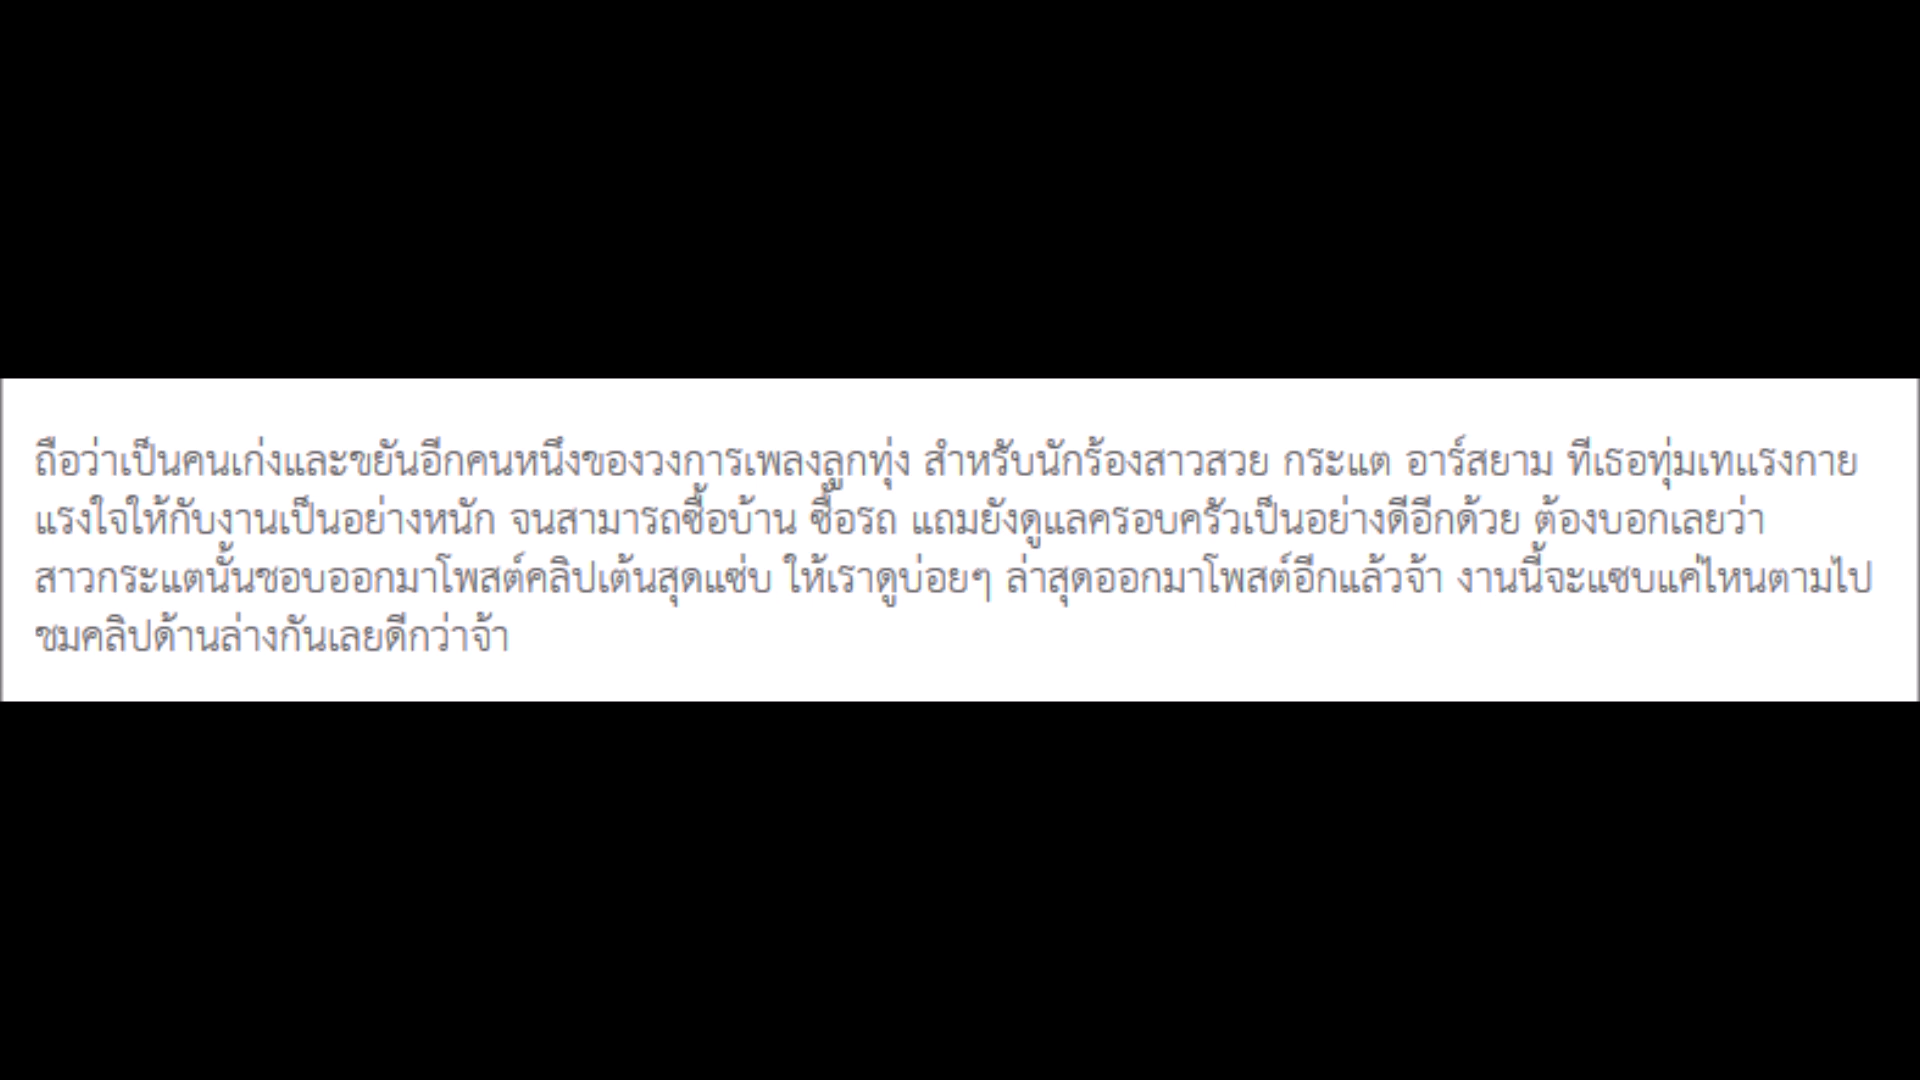 ถือว่าเป็นคนเก่งและขยันอีกคนหนึ่งของวงการเพลงลูกทุ่ง สำหรับนักร้องสาวสวย กระแต อาร์สยาม ที่เธอทุ่มเทแรงกาย
แรงใจให้กับงานเป็นอย่างหนัก จนสามารถซื้อบ้าน ซื้อรถ แถมยังดูแลครอบครัวเป็นอย่างดีอีกด้วย ต้องบอกเลยว่า
สาวกระแตนั้นชอบออกมาโพสต์คลิปเต้นสุดแซ่บ ให้เราดูบ่อยๆ ล่าสุดออกมาโพสต์อีกแล้วจ้า งานนี้จะแซบแค่ไหนตามไป
ชมคลิปด้านล่างกันเลยดีกว่าจ้า